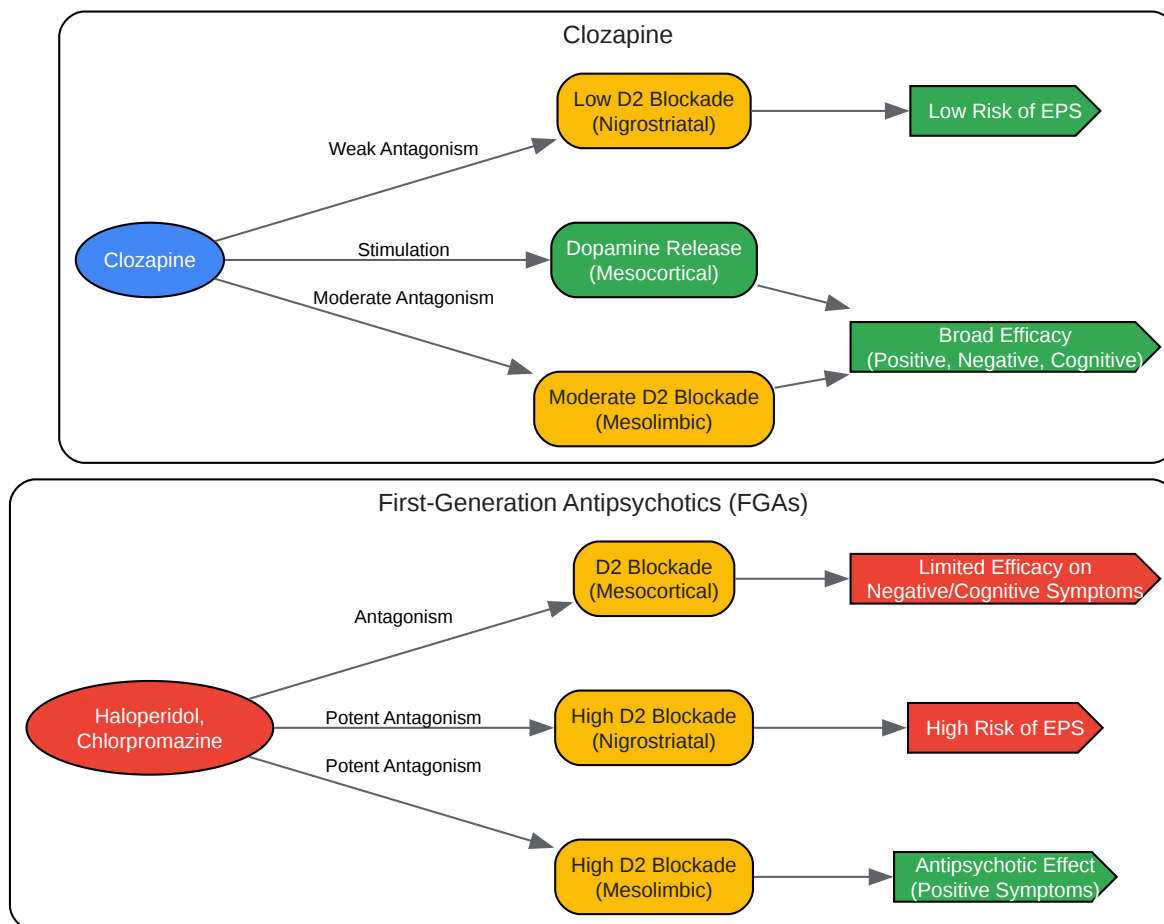 Clozapine
Low D2 Blockade
(Nigrostriatal)
Low Risk of EPS
Weak Antagonism
Clozapine
Stimulation
Dopamine Release
(Mesocortical)
Moderate Antagonism
Broad Efficacy
(Positive, Negative, Cognitive)
Moderate D2 Blockade
(Mesolimbic)
First-Generation Antipsychotics (FGAs)
D2 Blockade
(Mesocortical)
Limited Efficacy on
Negative/Cognitive Symptoms
Antagonism
Haloperidol,
Chlorpromazine
Potent Antagonism
High D2 Blockade
(Nigrostriatal)
High Risk of EPS
Potent Antagonism
High D2 Blockade
(Mesolimbic)
Antipsychotic Effect
(Positive Symptoms)